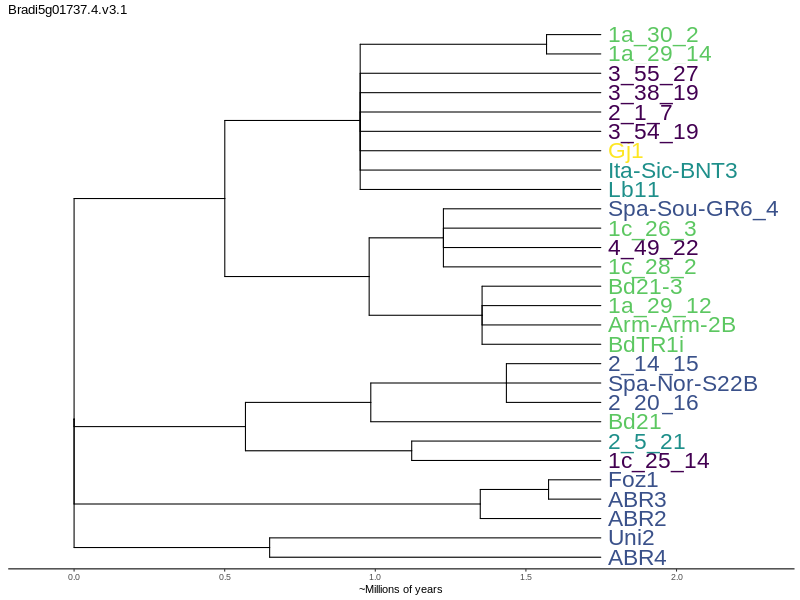 Bradi5g01737.4.v3.1
1a_30_2
1a_29_14
3_55_27
3_38_19
2_1_7
3_54_19
Gj1
Ita-Sic-BNT3
Lb11
Spa-Sou-GR6_4
1c_26_3
4_49_22
1c_28_2
Bd21-3
1a_29_12
Arm-Arm-2B
BdTR1i
2_14_15
Spa-Nor-S22B
2_20_16
Bd21
2_5_21
1c_25_14
Foz1
ABR3
ABR2
Uni2
ABR4
0.0 0.5 1.0 1.5 2.0
~Millions of years